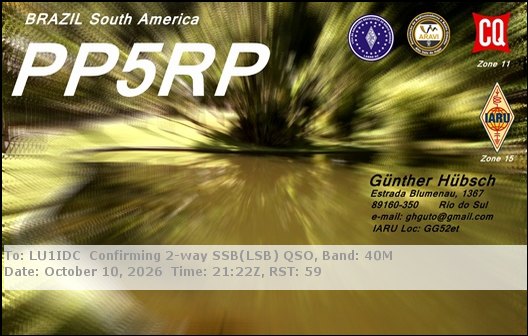 BRAZIL South America
PP5RP
ARAVI
CQ
Zone 11
IARU
Zone 15
Günther Hübsch
Estrada Blumenau, 1367
89160-350 Rio do Sul
e-mail: ghguto@gmail.com
IARU Loc: GG52et
To: LU1IDC Confirming 2-way SSB(LSB) QSO, Band: 40M
Date: October 10, 2026 Time: 21:22Z, RST: 59